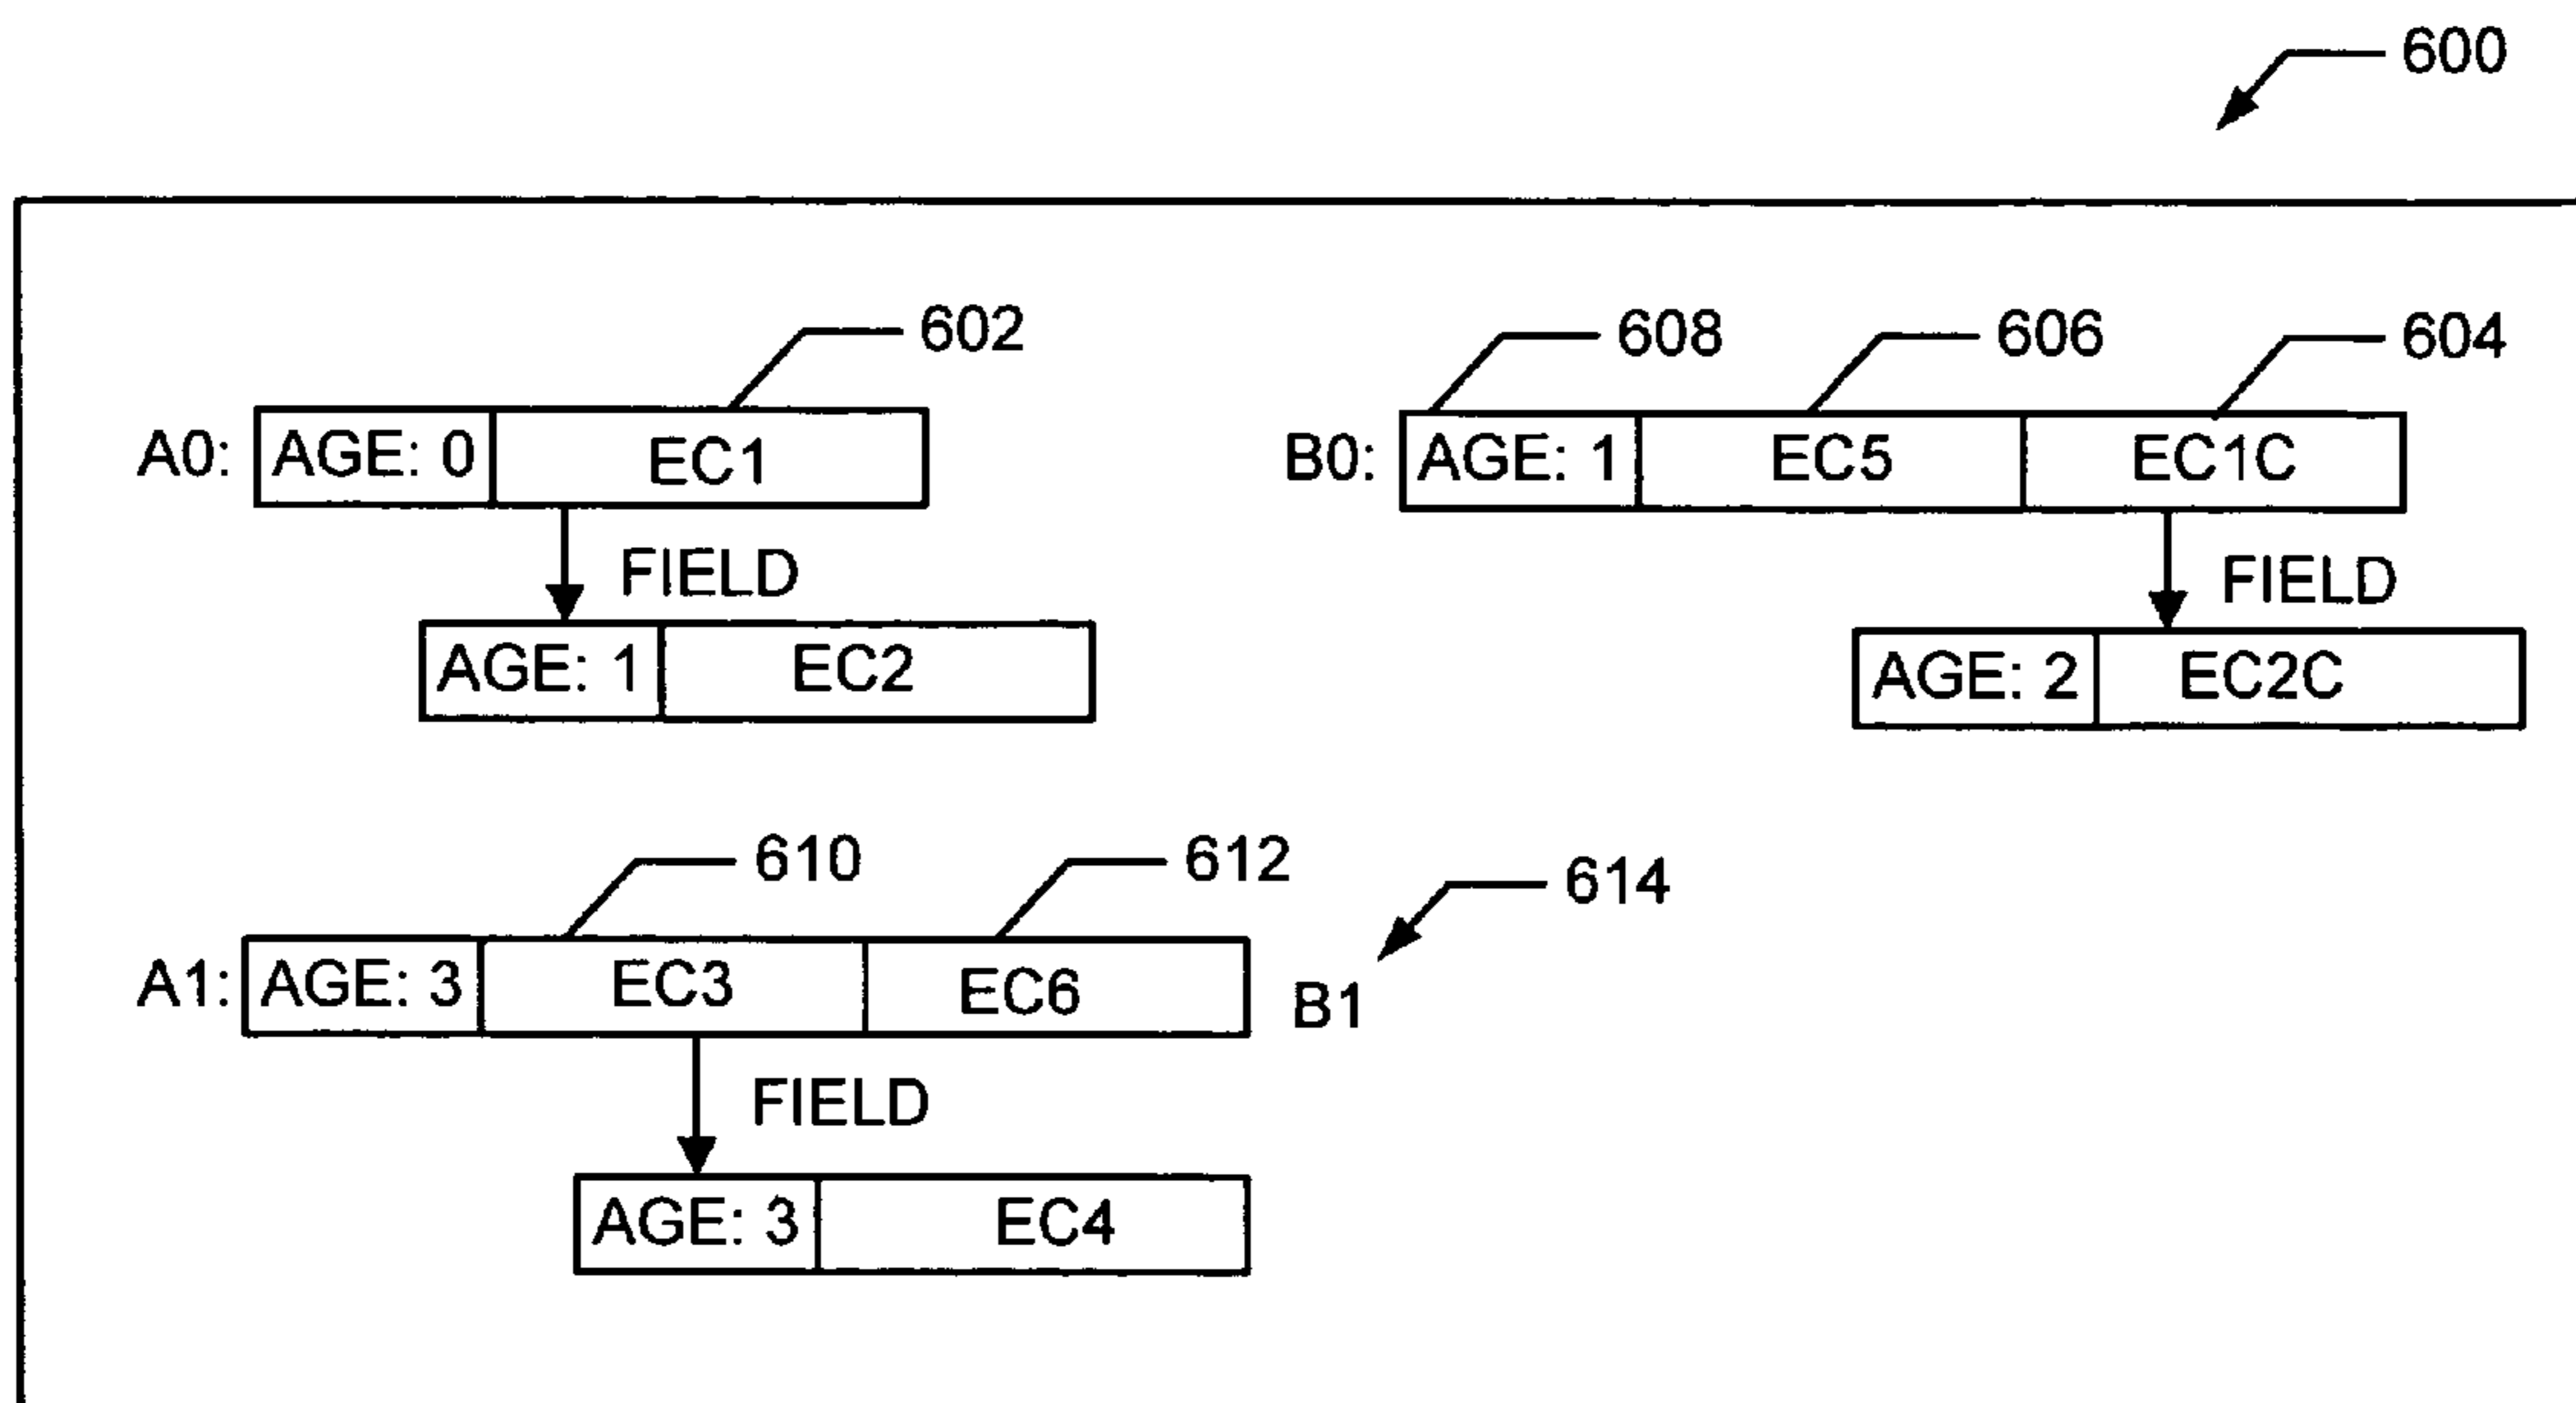 600
602 608 606 604
A0: AGE: 0 EC1 B0: AGE: 1 EC5 EC1C
FIELD FIELD
AGE: 1 EC2 AGE: 2 EC2C
610 612 614
A1: AGE: 3 EC3 EC6 B1
FIELD
AGE: 3 EC4